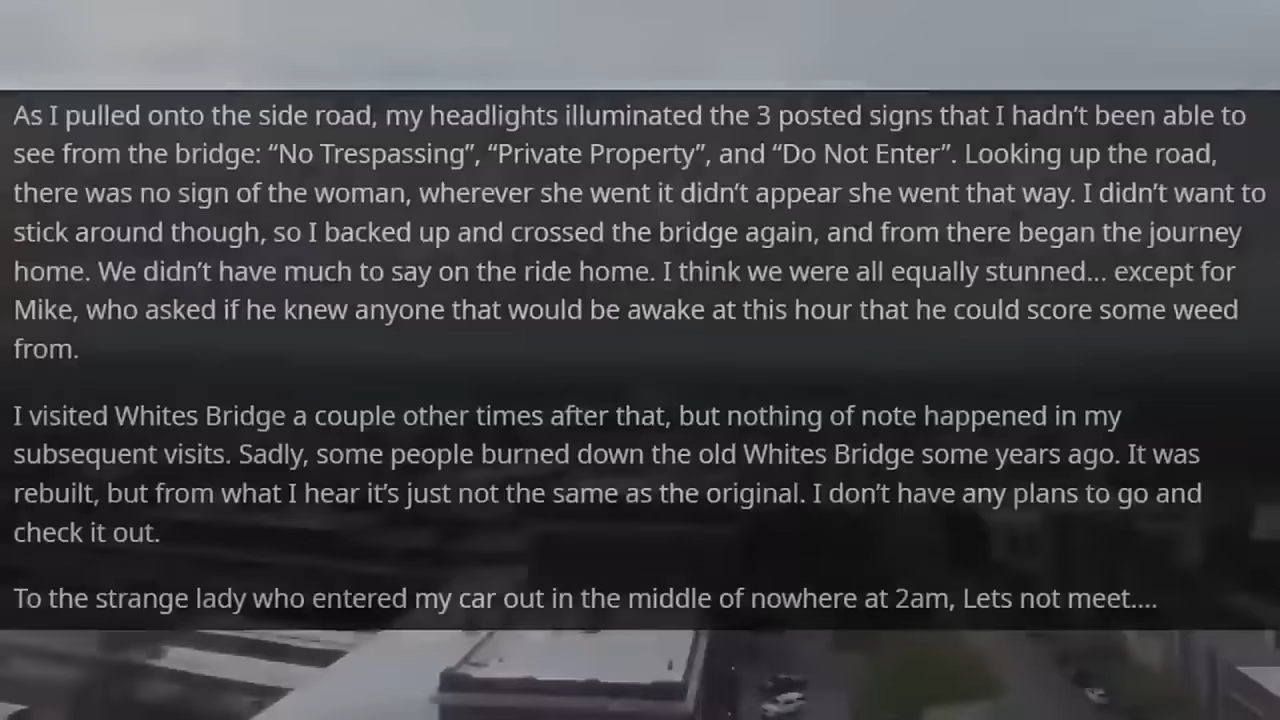 As I pulled onto the side road, my headlights illuminated the 3 posted signs that I hadn’t been able to
see from the bridge: “No Trespassing”, “Private Property”, and “Do Not Enter”. Looking up the road,
there was no sign of the woman, wherever she went it didn’t appear she went that way. I didn’t want to
stick around though, so I backed up and crossed the bridge again, and from there began the journey
home. We didn’t have much to say on the ride home. I think we were all equally stunned... except for
Mike, who asked if he knew anyone that would be awake at this hour that he could score some weed
from.
I visited Whites Bridge a couple other times after that, but nothing of note happened in my
subsequent visits. Sadly, some people burned down the old Whites Bridge some years ago. It was
rebuilt, but from what I hear it’s just not the same as the original. I don’t have any plans to go and
check it out.
To the strange lady who entered my car out in the middle of nowhere at 2am, Lets not meet....